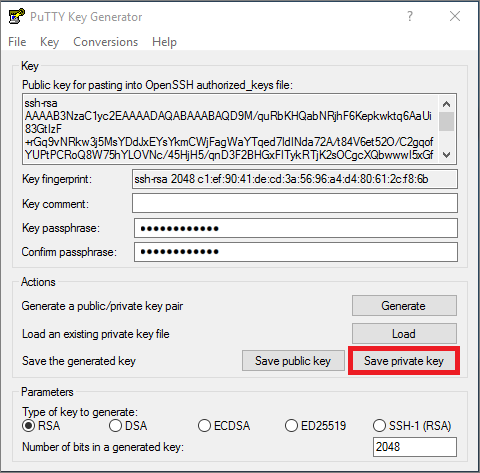 PuTTY Key Generator
?
File Key Conversions Help
Key
Public key for pasting into OpenSSH authorized_keys file:
ssh-rsa
AAAAB3NzaC1yc2EAAAADAQABAAABAQD9M/quRbKHQabNRjhF6Kepkwktq6AaUi
83GtIzF
+rGq9vNRkw3j5MsYDdJxEYsYkmCWjFagWaYTqed7IdINda72A/t84V6et52O/C2gqof
YUPtPCRoQ8W75hYLOVNc/45HjH5/qnD3F2BHGxFITykRTjK2sOCgcXQbwwwI5xGf
Key fingerprint: ssh-rsa 2048 c1:ef:90:41:de:cd:3a:56:96:a4:d4:80:61:2c:f8:6b
Key comment:
Key passphrase: ••••••••••••
Confirm passphrase: ••••••••••••
Actions
Generate a public/private key pair Generate
Load an existing private key file Load
Save the generated key Save public key Save private key
Parameters
Type of key to generate:
RSA DSA ECDSA ED25519 SSH-1 (RSA)
Number of bits in a generated key: 2048